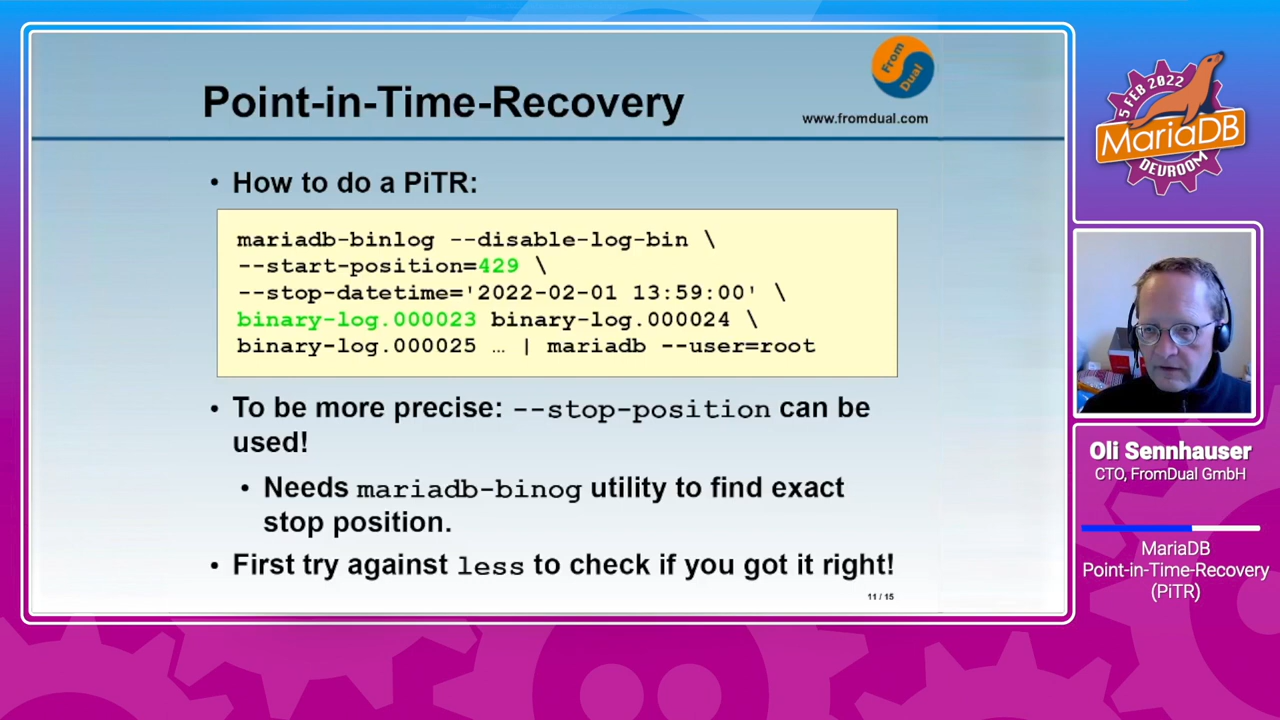 Point-in-Time-Recovery
From
Dual
www.fromdual.com
• How to do a PiTR:
mariadb-binlog --disable-log-bin \
--start-position=429 \
--stop-datetime='2022-02-01 13:59:00' \
binary-log.000023 binary-log.000024 \
binary-log.000025 … | mariadb --user=root
• To be more precise: --stop-position can be
used!
• Needs mariadb-binog utility to find exact
stop position.
• First try against less to check if you got it right!
11 / 15
5 FEB 2022
MariaDB
DEVROOM
Oli Sennhauser
CTO, FromDual GmbH
MariaDB
Point-in-Time-Recovery
(PiTR)